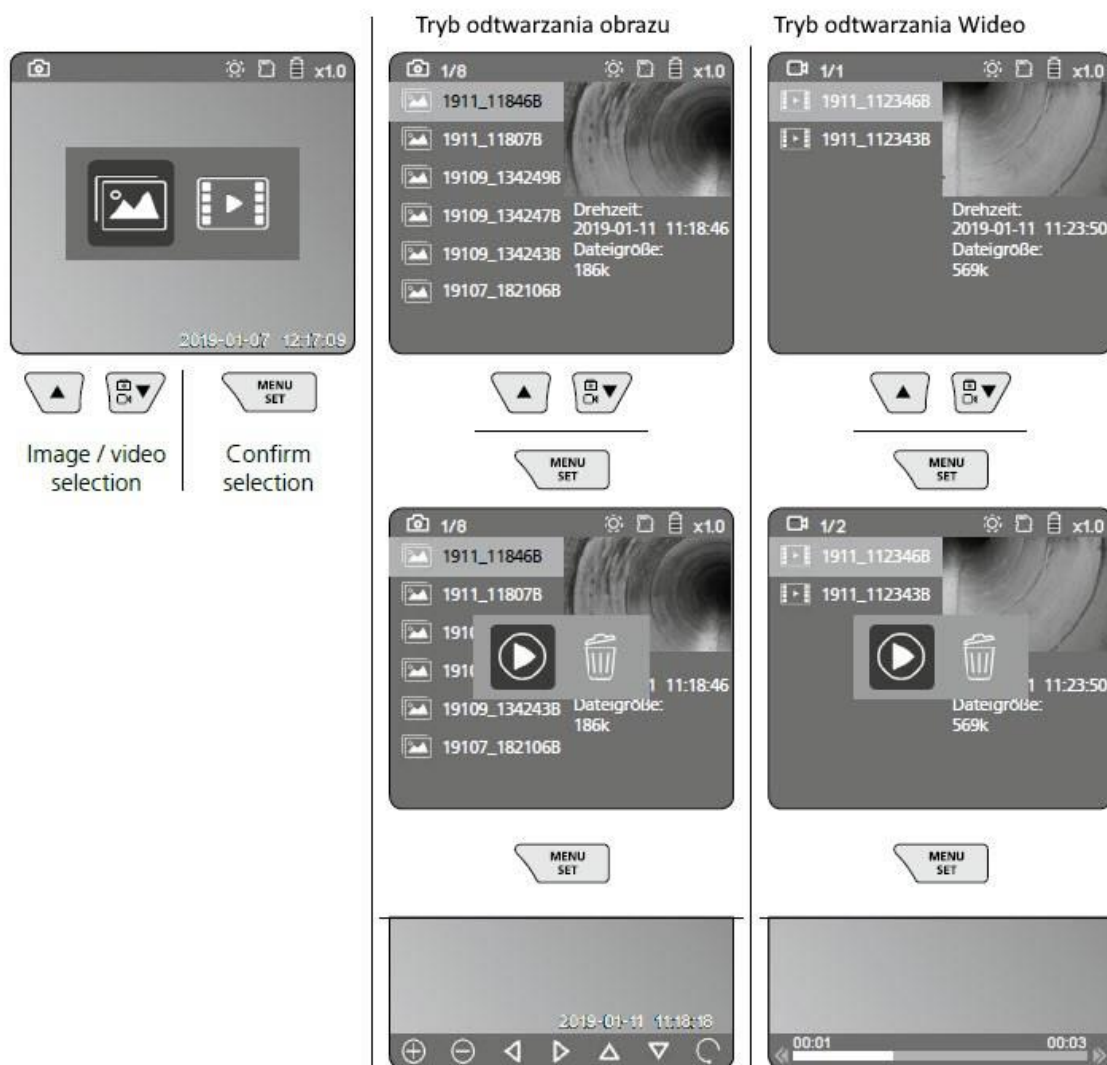 Tryb odtwarzania obrazu
Tryb odtwarzania Wideo
x1.0
2019-01-07 12:17:09
MENU
SET
Image / video
selection
Confirm
selection
1/8
x1.0
1911_11846B
1911_11807B
19109_134249B
19109_134247B
19109_134243B
19107_182106B
Drehzeit:
2019-01-11 11:18:46
Dateigröße:
186k
MENU
SET
1/8
x1.0
1911_11846B
1911_11807B
1910
191
19109_134243B
19107_182106B
1 11:18:46
Dateigröße:
186k
MENU
SET
2019-01-11 11:18:18
1/1
x1.0
1911_112346B
1911_112343B
Drehzeit:
2019-01-11 11:23:50
Dateigröße:
569k
MENU
SET
1/2
x1.0
1911_112346B
1911_112343B
1 11:23:50
Dateigröße:
569k
MENU
SET
00:01
00:03